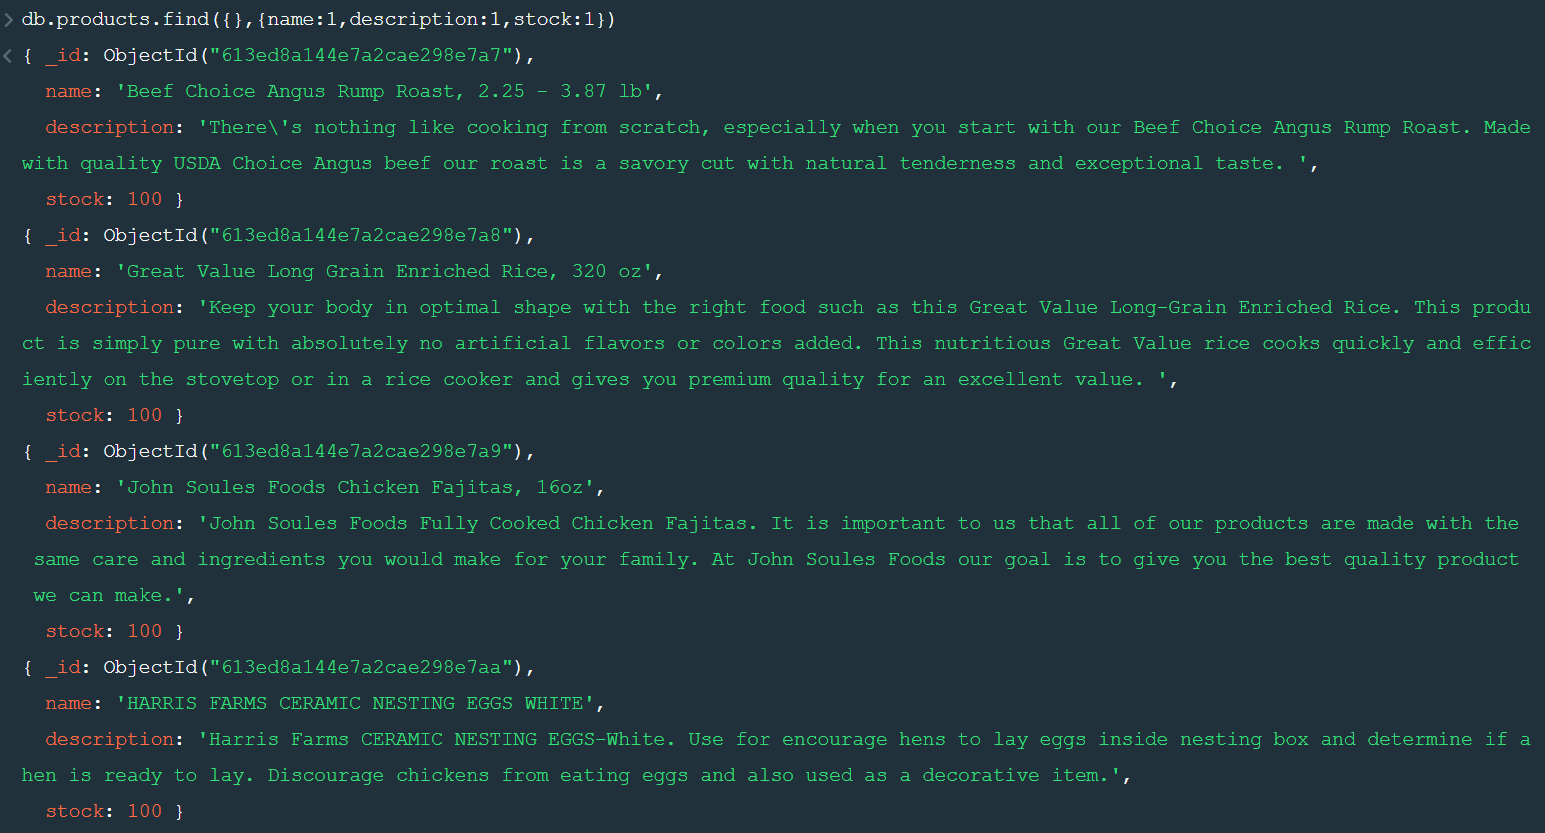 > db.products.find({},{name:1,description:1,stock:1})
< { _id: ObjectId("613ed8a144e7a2cae298e7a7"),
name: 'Beef Choice Angus Rump Roast, 2.25 - 3.87 lb',
description: 'There\'s nothing like cooking from scratch, especially when you start with our Beef Choice Angus Rump Roast. Made
with quality USDA Choice Angus beef our roast is a savory cut with natural tenderness and exceptional taste. ',
stock: 100 }
{ _id: ObjectId("613ed8a144e7a2cae298e7a8"),
name: 'Great Value Long Grain Enriched Rice, 320 oz',
description: 'Keep your body in optimal shape with the right food such as this Great Value Long-Grain Enriched Rice. This produ
ct is simply pure with absolutely no artificial flavors or colors added. This nutritious Great Value rice cooks quickly and effic
iently on the stovetop or in a rice cooker and gives you premium quality for an excellent value. ',
stock: 100 }
{ _id: ObjectId("613ed8a144e7a2cae298e7a9"),
name: 'John Soules Foods Chicken Fajitas, 16oz',
description: 'John Soules Foods Fully Cooked Chicken Fajitas. It is important to us that all of our products are made with the
same care and ingredients you would make for your family. At John Soules Foods our goal is to give you the best quality product
we can make.',
stock: 100 }
{ _id: ObjectId("613ed8a144e7a2cae298e7aa"),
name: 'HARRIS FARMS CERAMIC NESTING EGGS WHITE',
description: 'Harris Farms CERAMIC NESTING EGGS-White. Use for encourage hens to lay eggs inside nesting box and determine if a
hen is ready to lay. Discourage chickens from eating eggs and also used as a decorative item.',
stock: 100 }